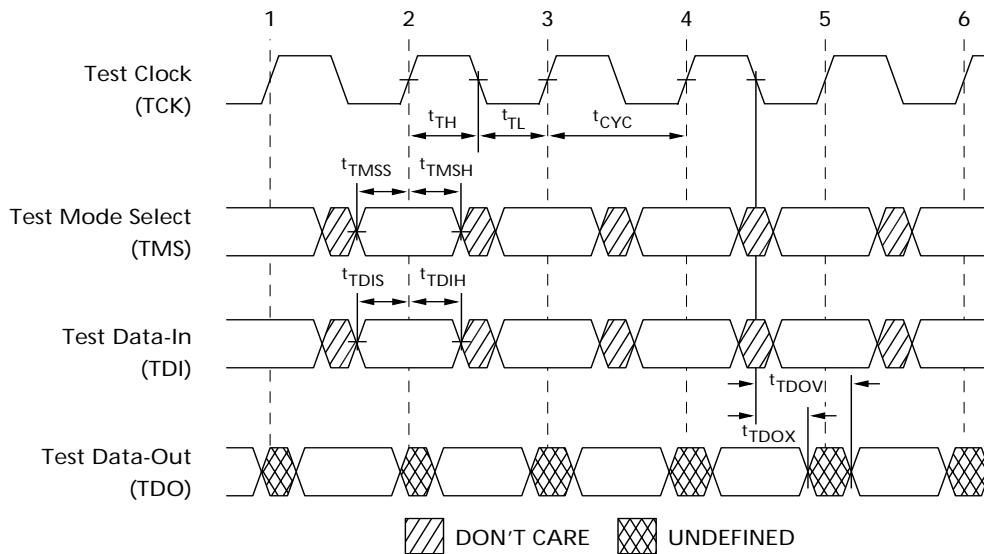 1 2 3 4 5 6
Test Clock
(TCK)
tTH tTL tCYC
tTMSS tTMSH
Test Mode Select
(TMS)
tTDIS tTDIH
Test Data-In
(TDI)
tTDOV
tTDOX
Test Data-Out
(TDO)
DON'T CARE UNDEFINED